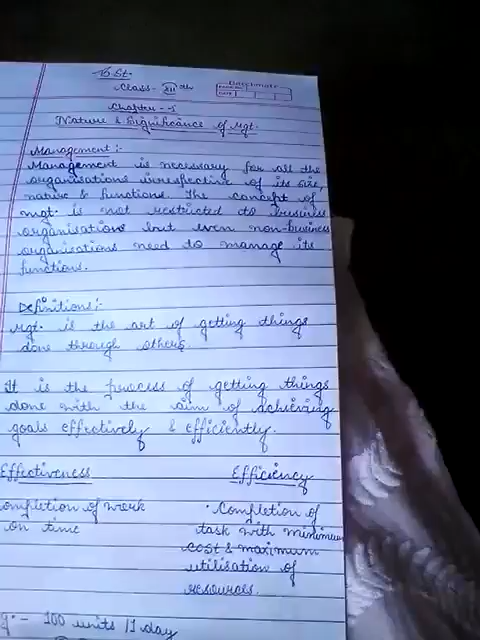 B. St.
Class - XII th
Chapter - 1
Nature & Significance of Mgt.
Management :-
Management is necessary for all the
organisations irrespective of its size,
nature & functions. The concept of
mgt. is not restricted to business
organisations but even non-business
organisations need to manage its
functions.
Definitions :-
Mgt. is the art of getting things
done through others
It is the process of getting things
done with the aim of achieving
goals effectively & efficiently.
Effectiveness
completion of work
on time
Efficiency
· Completion of
task with minimum
cost & maximum
utilisation of
resources.
- 100 units /1 day